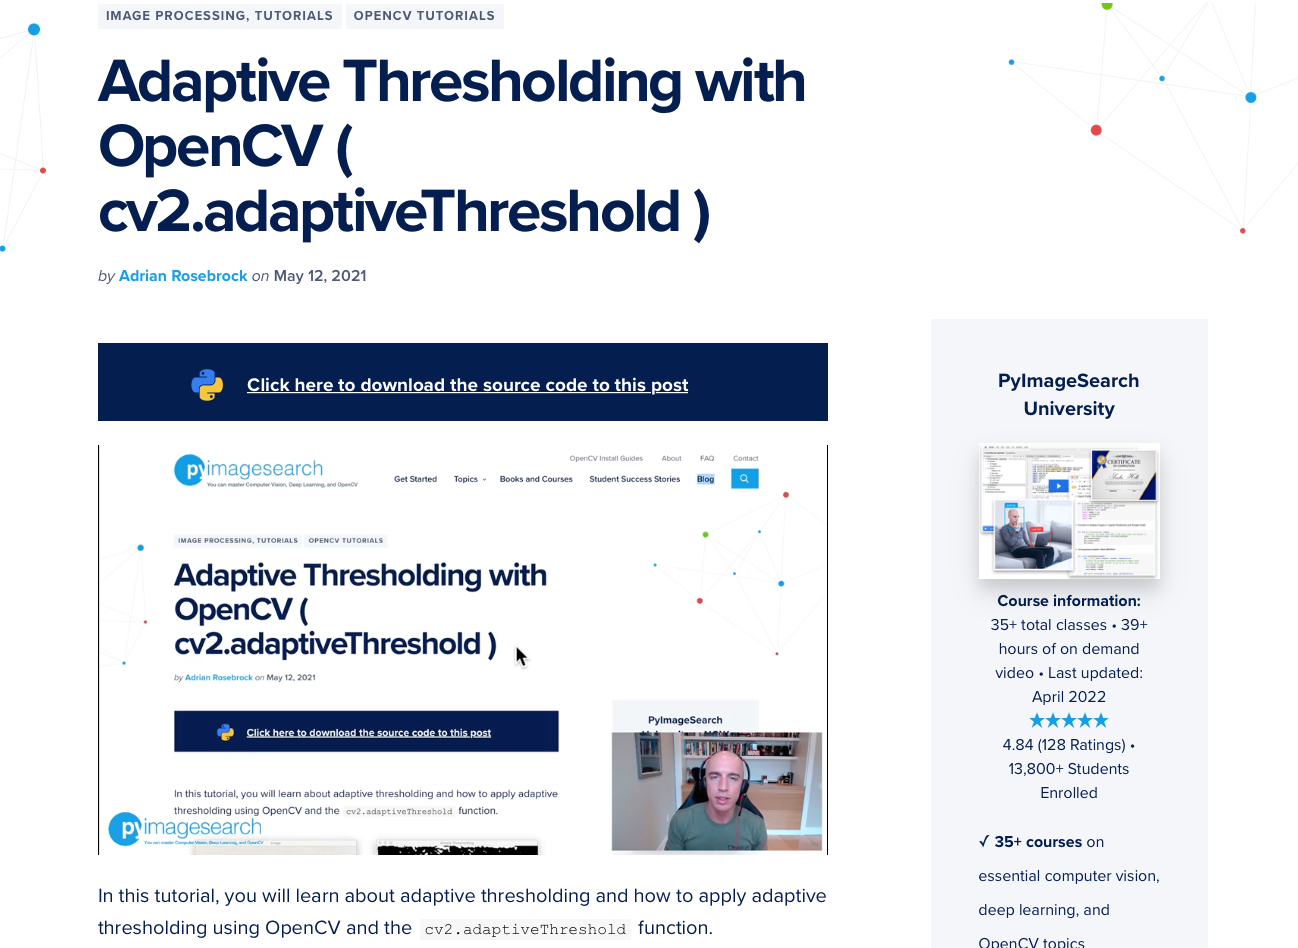 IMAGE PROCESSING, TUTORIALS OPENCV TUTORIALS
Adaptive Thresholding with
OpenCV (
cv2.adaptiveThreshold )
by Adrian Rosebrock on May 12, 2021
Click here to download the source code to this post
OpenCV Install Guides About FAQ Contact
pyimagesearch
You can master Computer Vision, Deep Learning, and OpenCV
Get Started Topics Books and Courses Student Success Stories Blog
IMAGE PROCESSING, TUTORIALS OPENCV TUTORIALS
Adaptive Thresholding with
OpenCV (
cv2.adaptiveThreshold )
by Adrian Rosebrock on May 12, 2021
Click here to download the source code to this post
PyImageSearch
In this tutorial, you will learn about adaptive thresholding and how to apply adaptive
thresholding using OpenCV and the cv2.adaptiveThreshold function.
pyimagesearch
You can master Computer Vision, Deep Learning, and OpenCV
In this tutorial, you will learn about adaptive thresholding and how to apply adaptive
thresholding using OpenCV and the cv2.adaptiveThreshold function.
PyImageSearch
University
CERTIFICATE
Course information:
35+ total classes • 39+
hours of on demand
video • Last updated:
April 2022
★★★★★
4.84 (128 Ratings) •
13,800+ Students
Enrolled
✓ 35+ courses on
essential computer vision,
deep learning, and
OpenCV topics